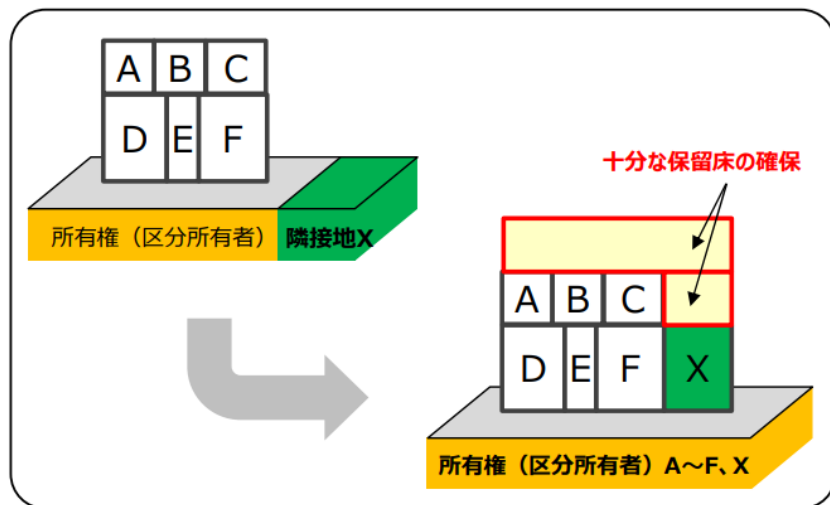 A B C
D E F
所有権（区分所有者） 隣接地X
十分な保留床の確保
A B C
D E F X
所有権（区分所有者）A～F、X